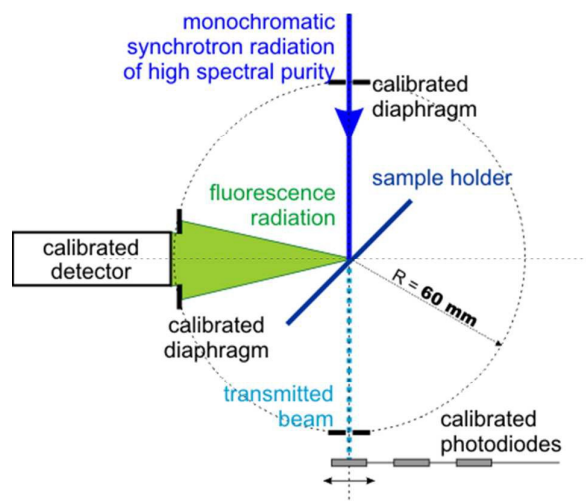 monochromatic
synchrotron radiation
of high spectral purity
calibrated
diaphragm
sample holder
fluorescence
radiation
calibrated
detector
R = 60 mm
calibrated
diaphragm
transmitted
beam
calibrated
photodiodes